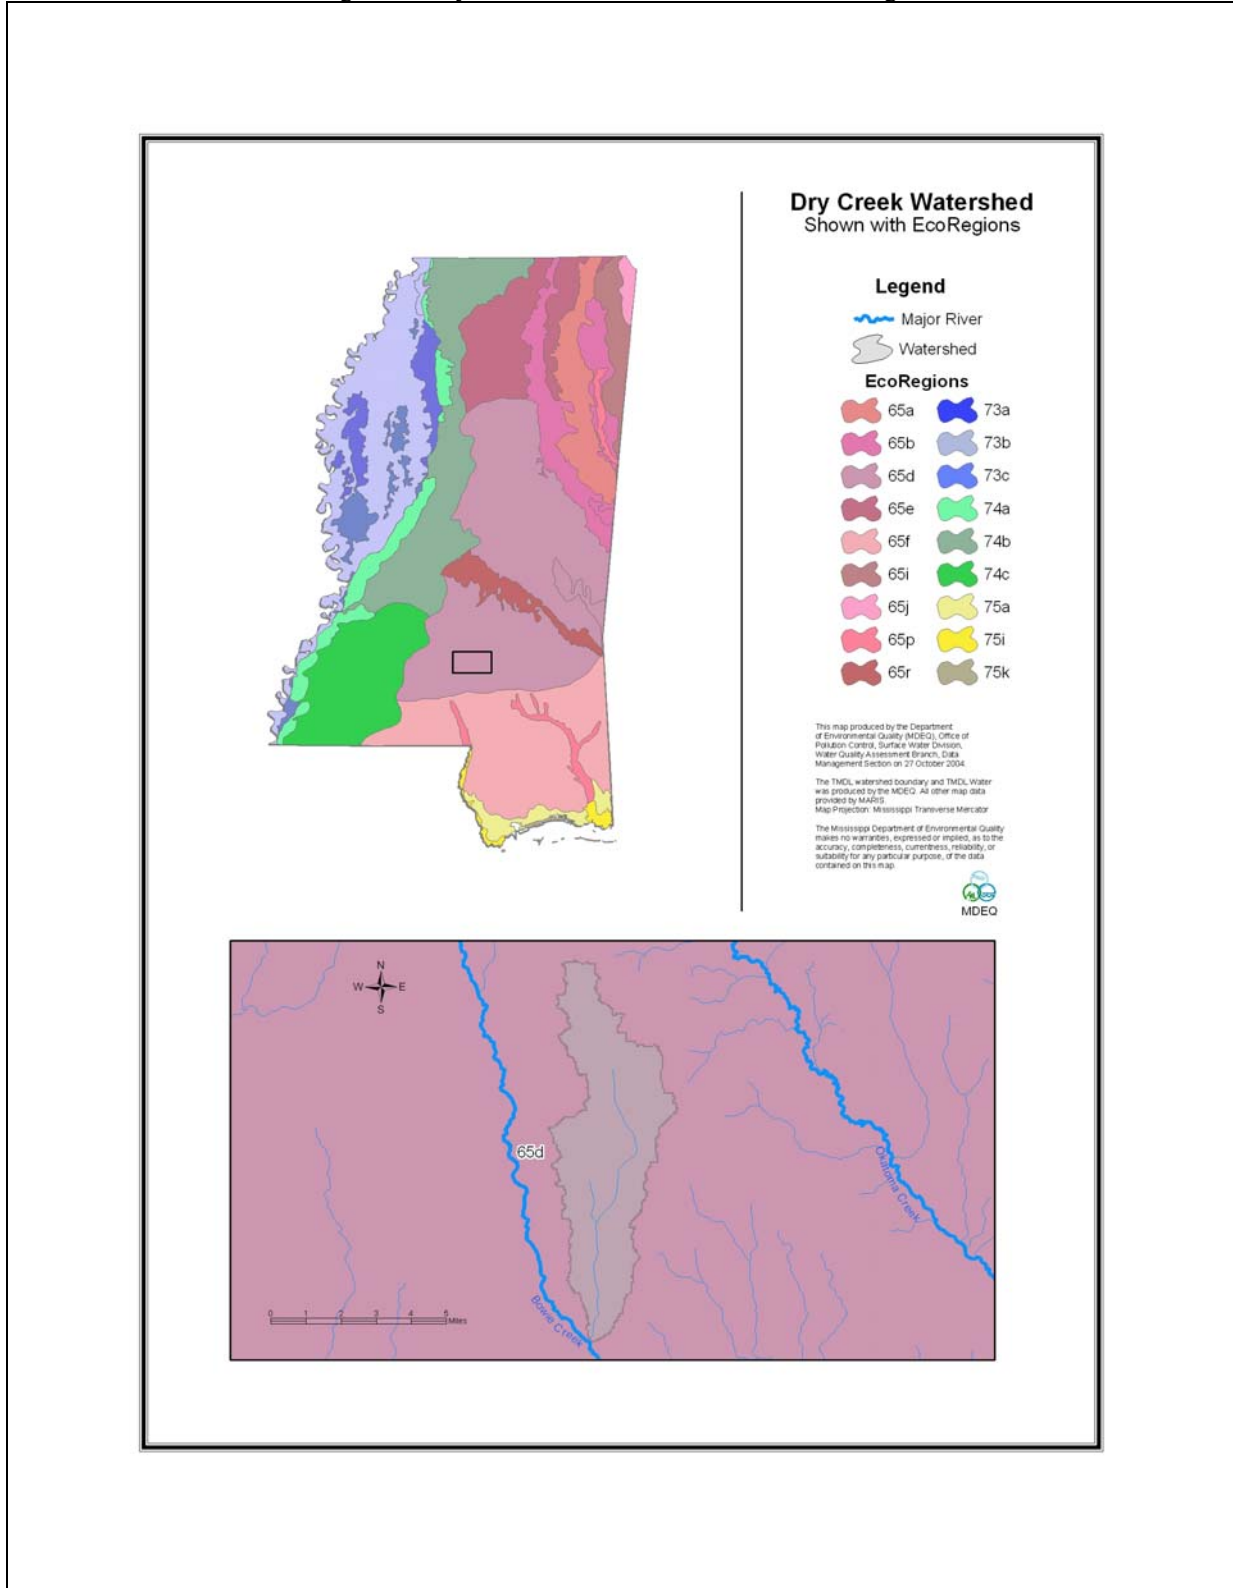 Dry Creek Watershed
Shown with EcoRegions
Legend
Major River
Watershed
EcoRegions
65a 73a
65b 73b
65d 73c
65e 74a
65f 74b
65i 74c
65j 75a
65p 75i
65r 75k
This map produced by the Department
of Environmental Quality (MDEQ), Office of
Pollution Control, Surface Water Division,
Water Quality Assessment Branch, Data
Management Section on 27 October 2004.
The TMDL watershed boundary and TMDL Water
was produced by the MDEQ. All other map data
provided by MARIS.
Map Projection: Mississippi Transverse Mercator
The Mississippi Department of Environmental Quality
makes no warranties, expressed or implied, as to the
accuracy, completeness, currentness, reliability, or
suitability for any particular purpose, of the data
contained on this map.
MDEQ
N
W E
S
65d
Okatoma Creek
Bowie Creek
0 1 2 3 4 5
Miles